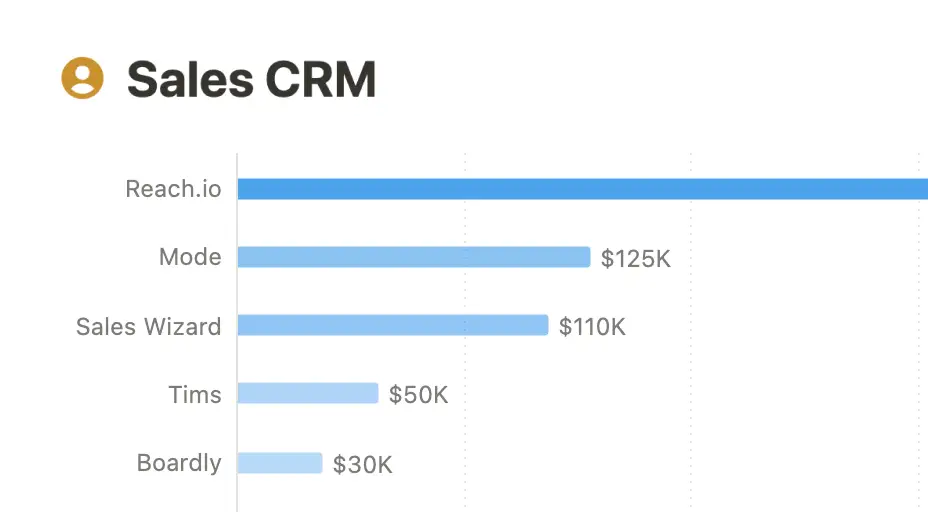 Sales CRM
Reach.io
Mode $125K
Sales Wizard $110K
Tims $50K
Boardly $30K